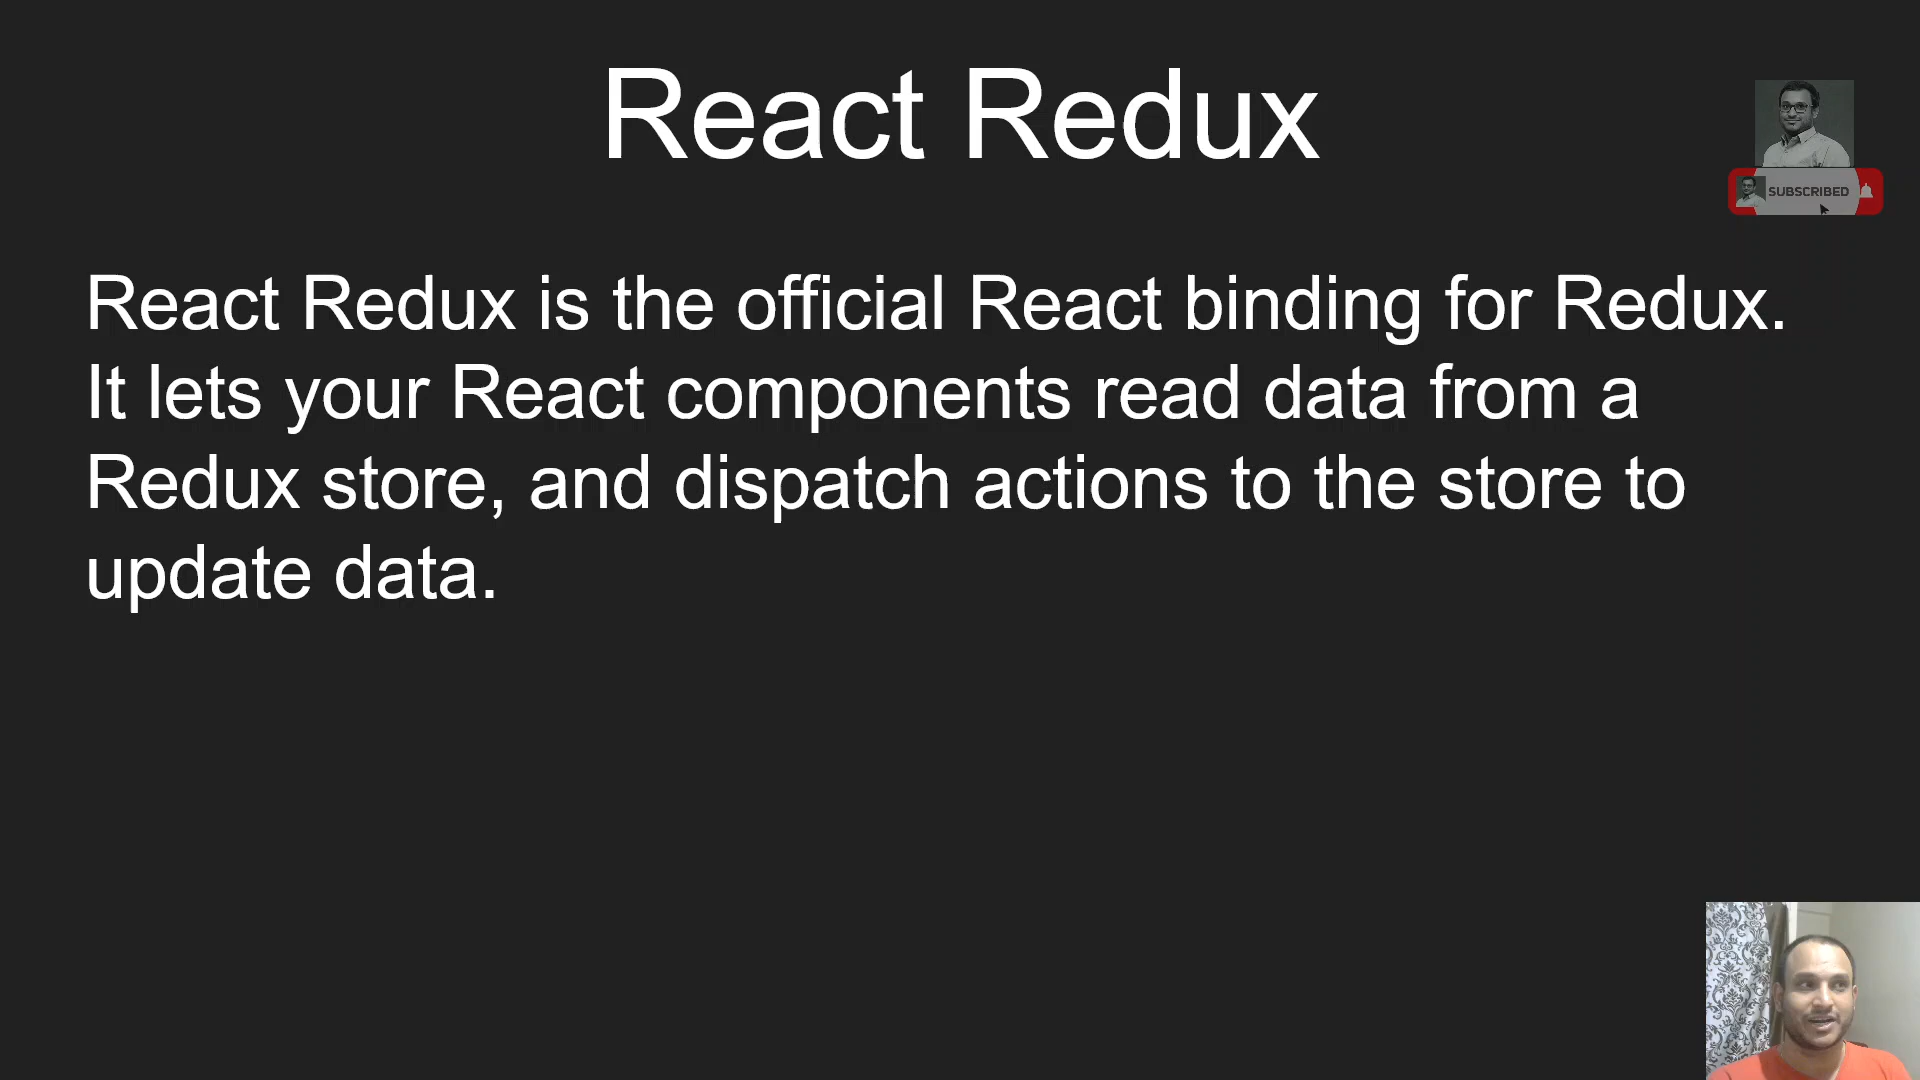 React Redux
SUBSCRIBED
React Redux is the official React binding for Redux.
It lets your React components read data from a
Redux store, and dispatch actions to the store to
update data.